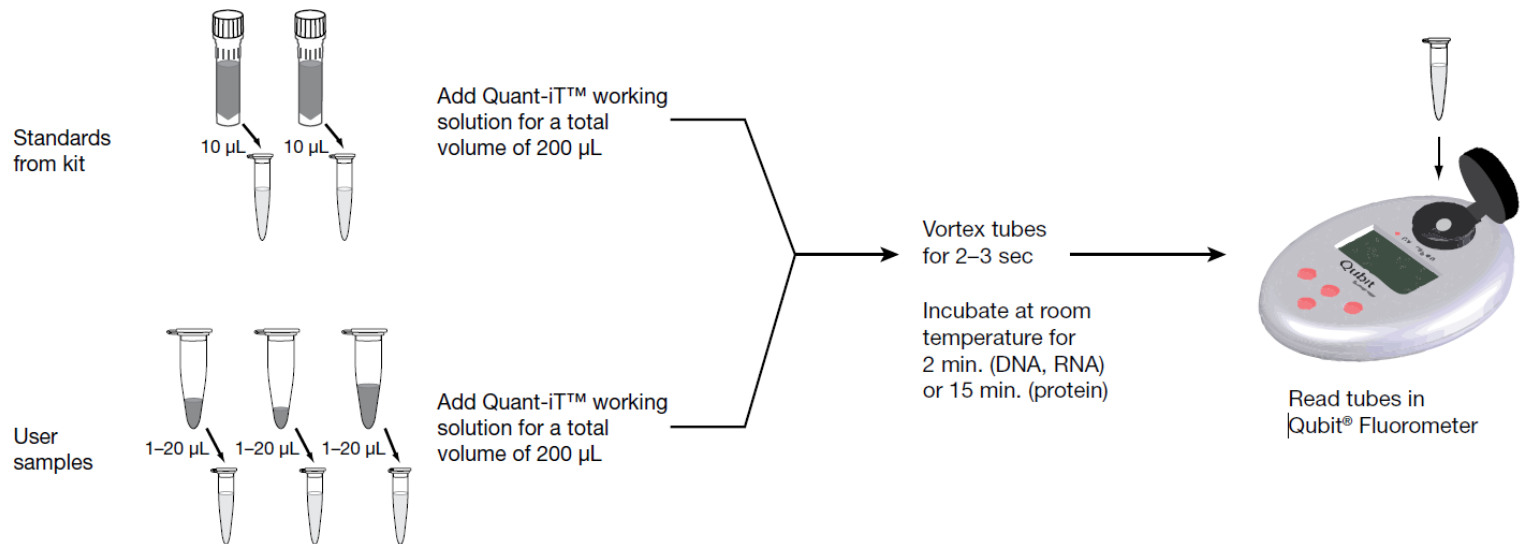 Standards
from kit
10 µL
10 µL
Add Quant-iT™ working
solution for a total
volume of 200 µL
User
samples
1–20 µL
1–20 µL
1–20 µL
Add Quant-iT™ working
solution for a total
volume of 200 µL
Vortex tubes
for 2–3 sec
Incubate at room
temperature for
2 min. (DNA, RNA)
or 15 min. (protein)
Qubit
Read tubes in
Qubit® Fluorometer